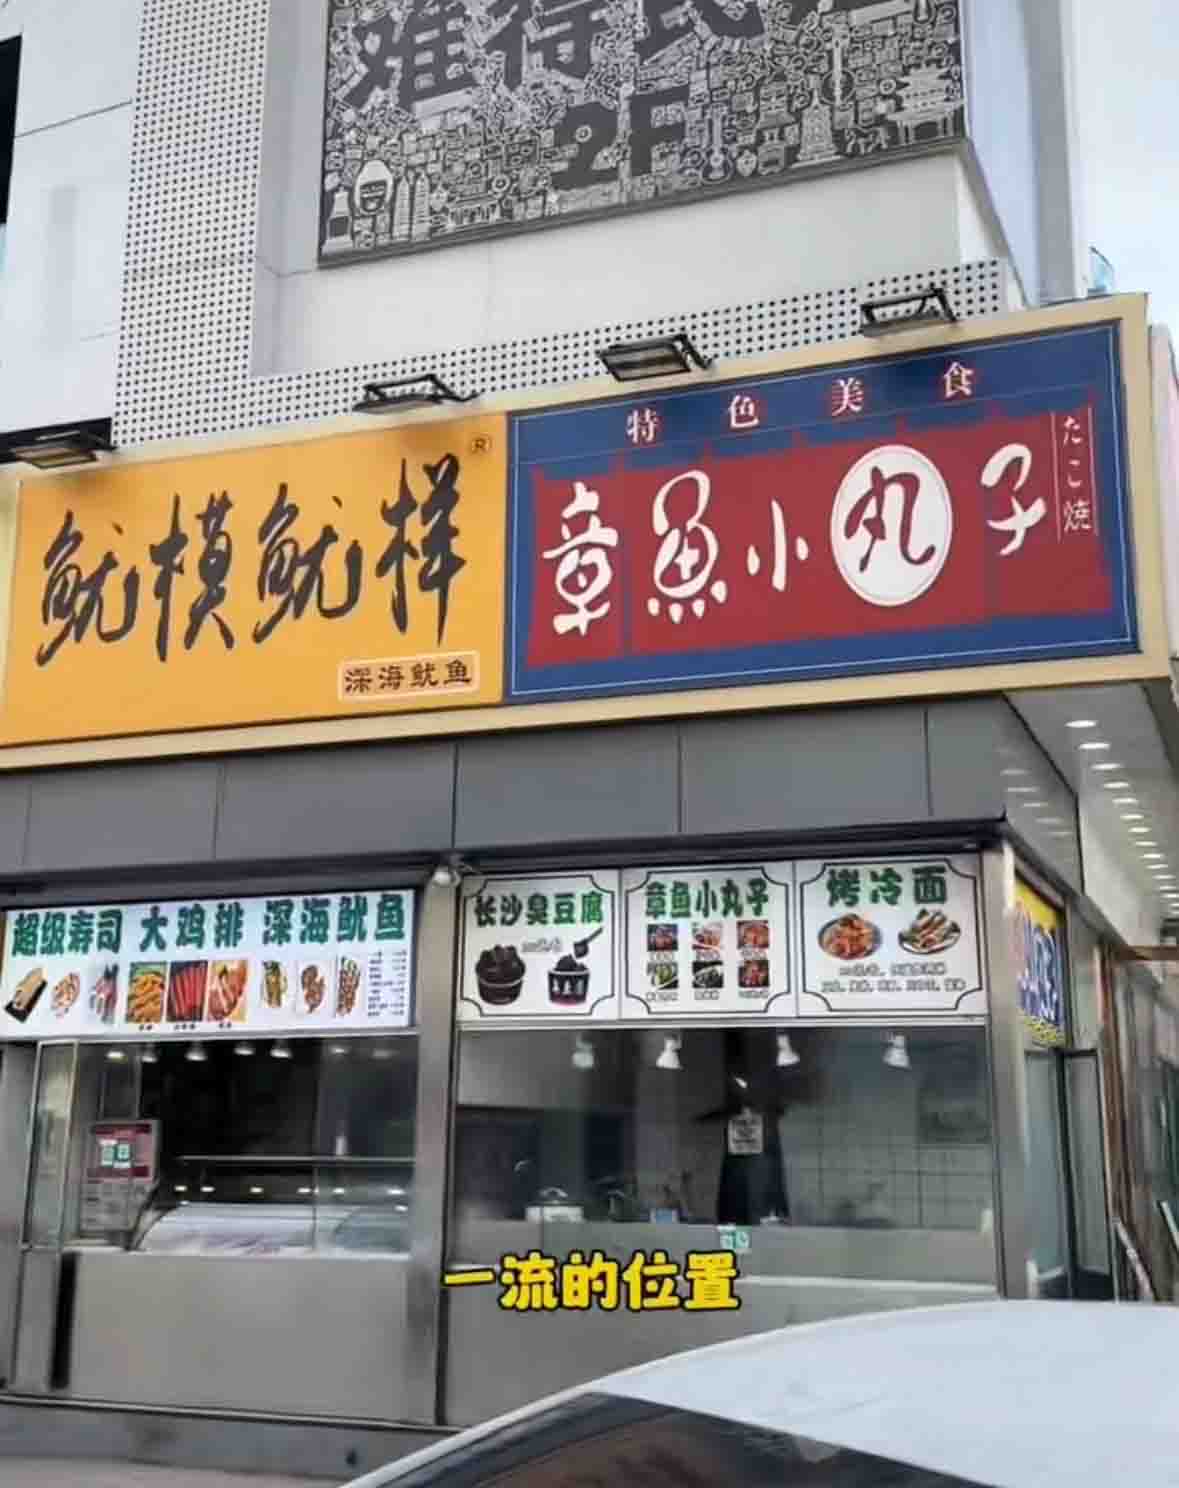 难得
2F
特色美食
鱿模鱿样
®
章魚小丸子
たこ焼
深海鱿鱼
超级寿司 大鸡排 深海鱿鱼
长沙臭豆腐
章鱼小丸子
烤冷面
一流的位置